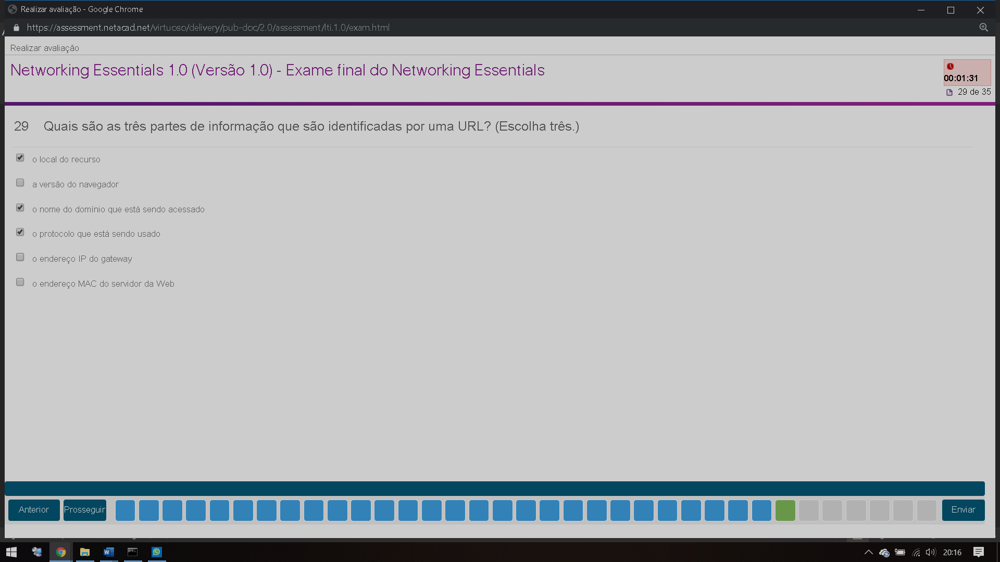 Realizar avaliação - Google Chrome
https://assessment.netacad.net/virtuoso/delivery/pub-doc/2.0/assessment/lti.1.0/exam.html
Realizar avaliação
Networking Essentials 1.0 (Versão 1.0) - Exame final do Networking Essentials
00:01:31
29 de 35
29 Quais são as três partes de informação que são identificadas por uma URL? (Escolha três.)
o local do recurso
a versão do navegador
o nome do domínio que está sendo acessado
o protocolo que está sendo usado
o endereço IP do gateway
o endereço MAC do servidor da Web
Anterior Prosseguir Enviar
20:16